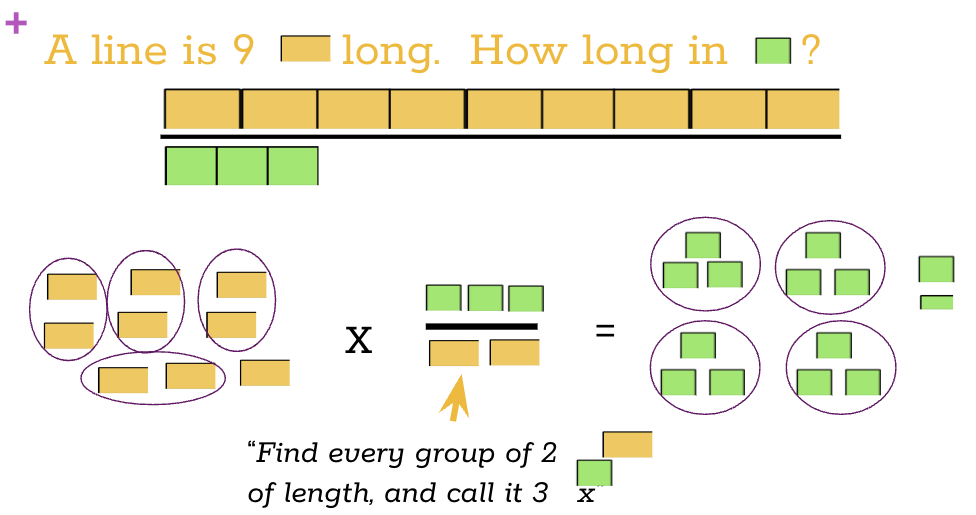 +
A line is 9 long. How long in ?
x
=
“Find every group of 2
of length, and call it 3 x”